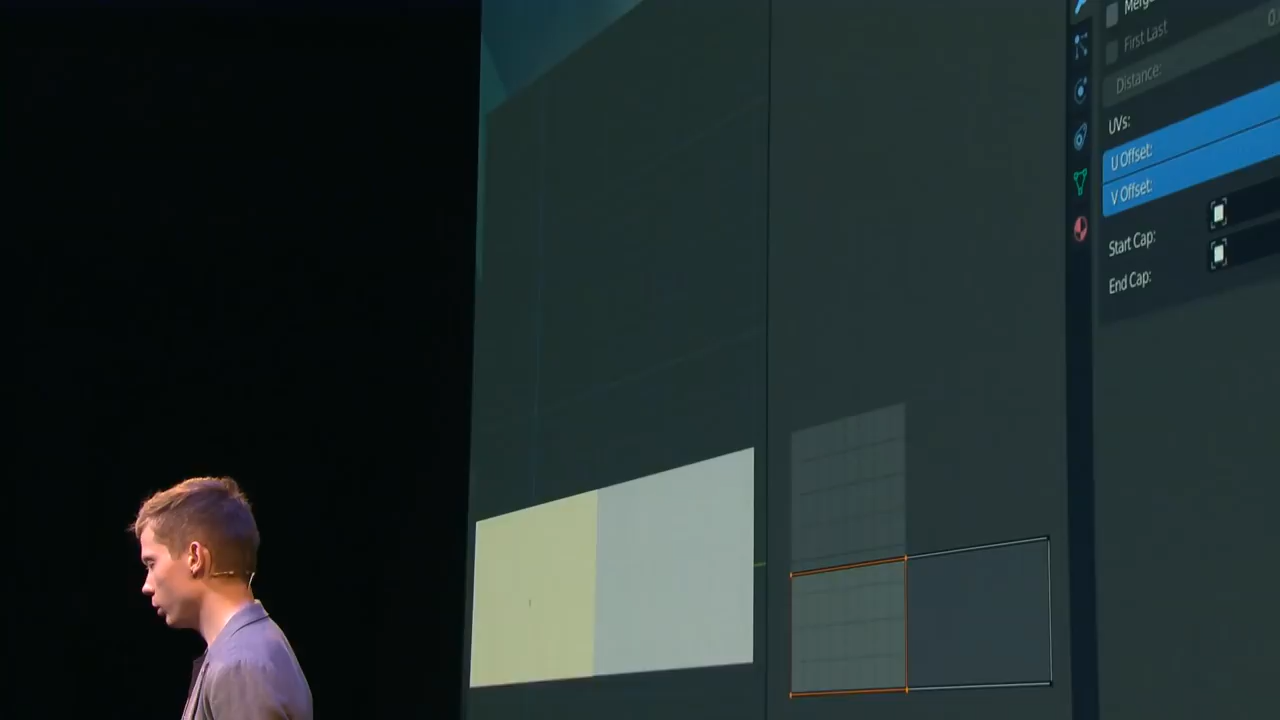 Merge
First Last
Distance:
UVs:
U Offset:
V Offset:
Start Cap:
End Cap: